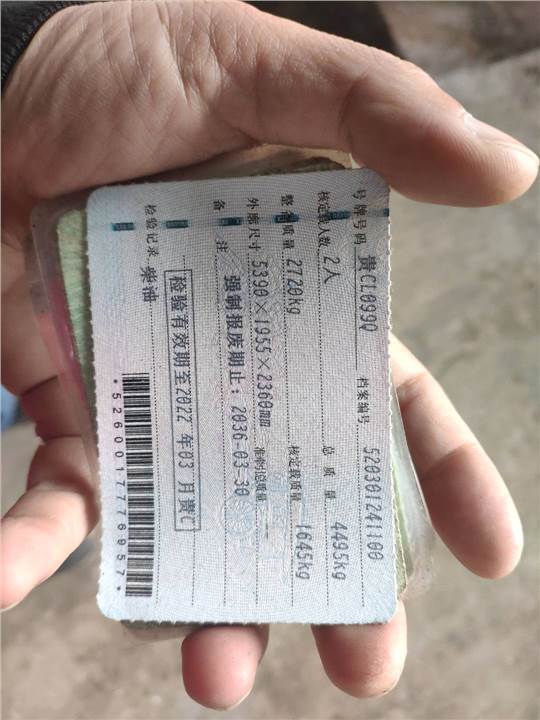 号牌号码 贵CL099Q 档案编号 520301241100
核定载人数 2人 总质量 4495kg
整备质量 2720kg 核定载质量 1645kg
外廓尺寸 5390×1955×2360mm 准牵引总质量
备注 强制报废期止：2036-03-30
检验有效期至2022年03月贵C
检验记录 柴油
*5260017776957*